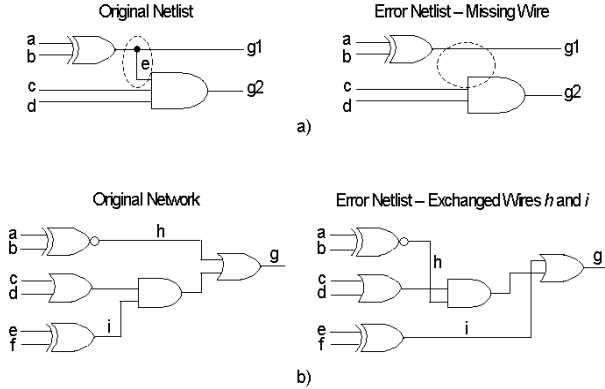 Original Netlist
Error Netlist – Missing Wire
a
b
g1
e
c
d
g2
a
b
g1
c
d
g2
a)
Original Network
Error Netlist – Exchanged Wires h and i
a
b
h
c
d
g
e
f
i
a
b
h
c
d
g
e
f
i
b)